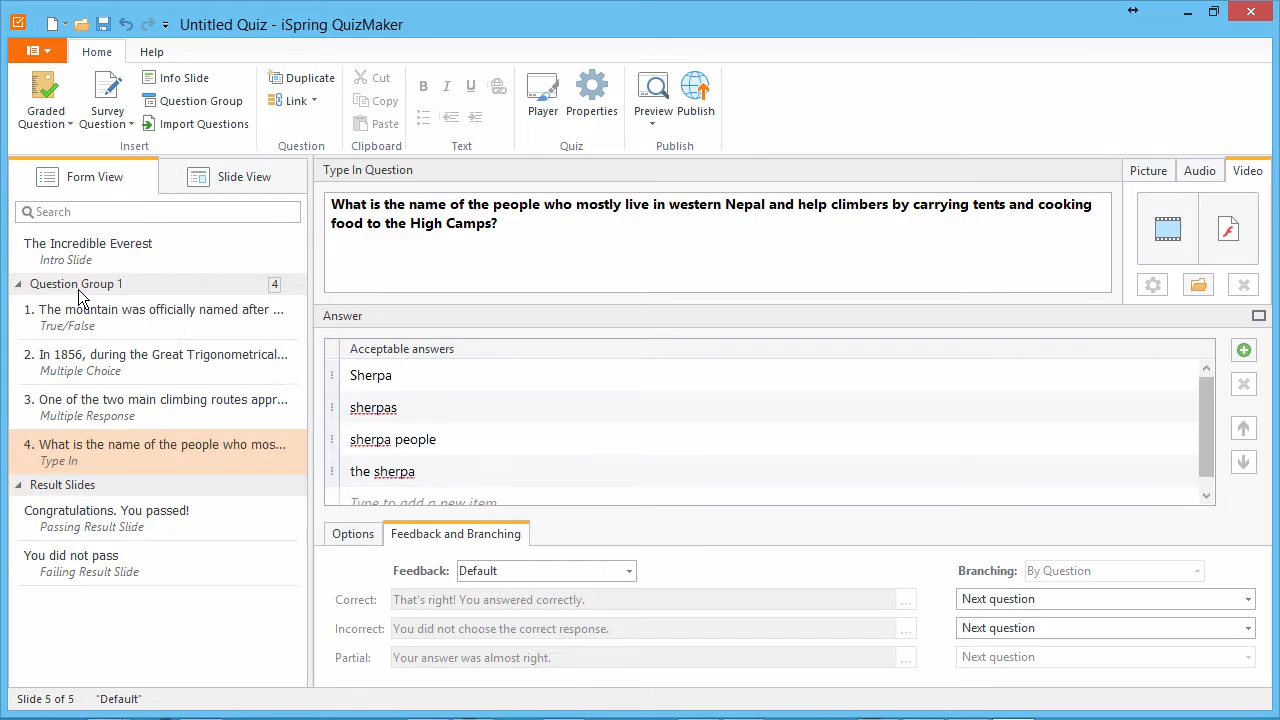 Untitled Quiz - iSpring QuizMaker
Home
Help
Graded Question
Survey Question
Info Slide
Question Group
Import Questions
Insert
Duplicate
Link
Question
Cut
Copy
Paste
Clipboard
B I U
Text
Player
Properties
Quiz
Preview
Publish
Publish
Form View
Slide View
Search
The Incredible Everest
Intro Slide
Question Group 1
4
1. The mountain was officially named after ...
True/False
2. In 1856, during the Great Trigonometrical...
Multiple Choice
3. One of the two main climbing routes appr...
Multiple Response
4. What is the name of the people who mos...
Type In
Result Slides
Congratulations. You passed!
Passing Result Slide
You did not pass
Failing Result Slide
Type In Question
What is the name of the people who mostly live in western Nepal and help climbers by carrying tents and cooking
food to the High Camps?
Picture
Audio
Video
Answer
Acceptable answers
Sherpa
sherpas
sherpa people
the sherpa
Type to add a new item
Options
Feedback and Branching
Feedback: Default
Branching: By Question
Correct: That's right! You answered correctly. ... Next question
Incorrect: You did not choose the correct response. ... Next question
Partial: Your answer was almost right. ... Next question
Slide 5 of 5
"Default"